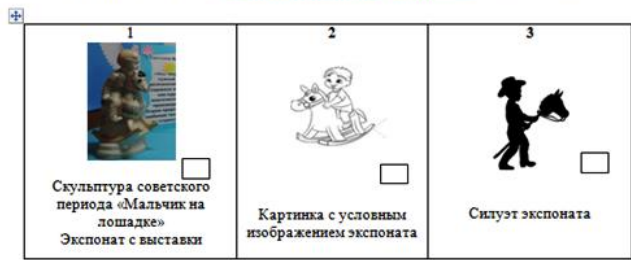 1
2
3
Скульптура советского
периода «Мальчик на
лошадке»
Экспонат с выставки
Картинка с условным
изображением экспоната
Силуэт экспоната